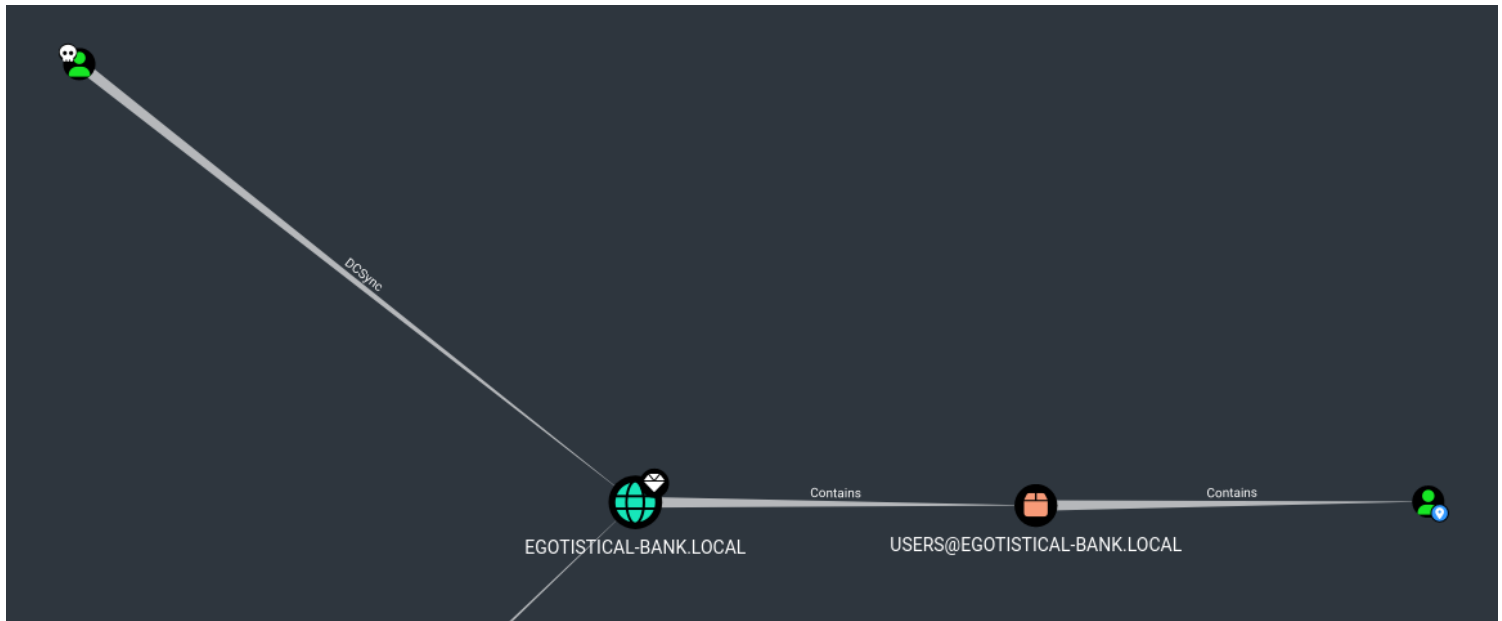 DCSync
Contains
Contains
EGOTISTICAL-BANK.LOCAL
USERS@EGOTISTICAL-BANK.LOCAL